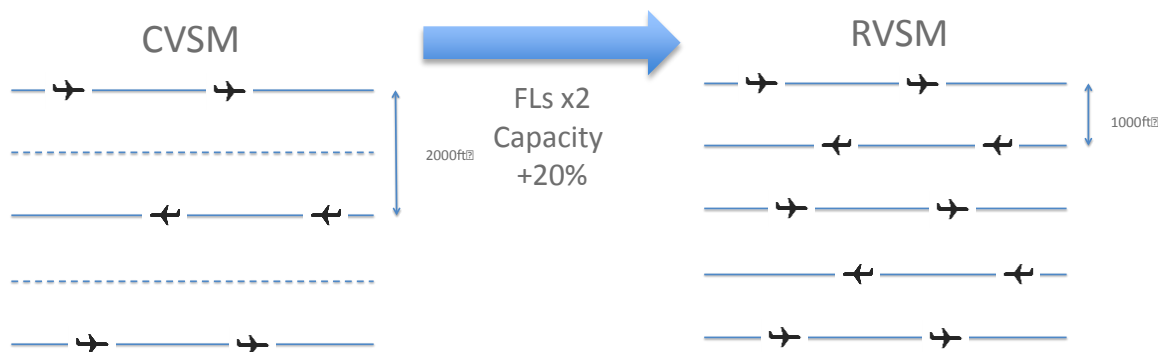 CVSM
RVSM
FLs x2
Capacity
+20%
2000ft
1000ft